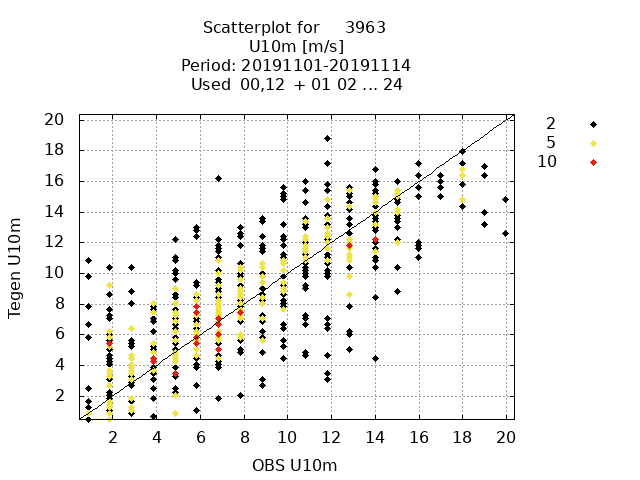 Scatterplot for 3963
U10m [m/s]
Period: 20191101-20191114
Used 00,12 + 01 02 ... 24
2
5
10
20
18
16
14
12
10
8
6
4
2
Tegen U10m
2 4 6 8 10 12 14 16 18 20
OBS U10m